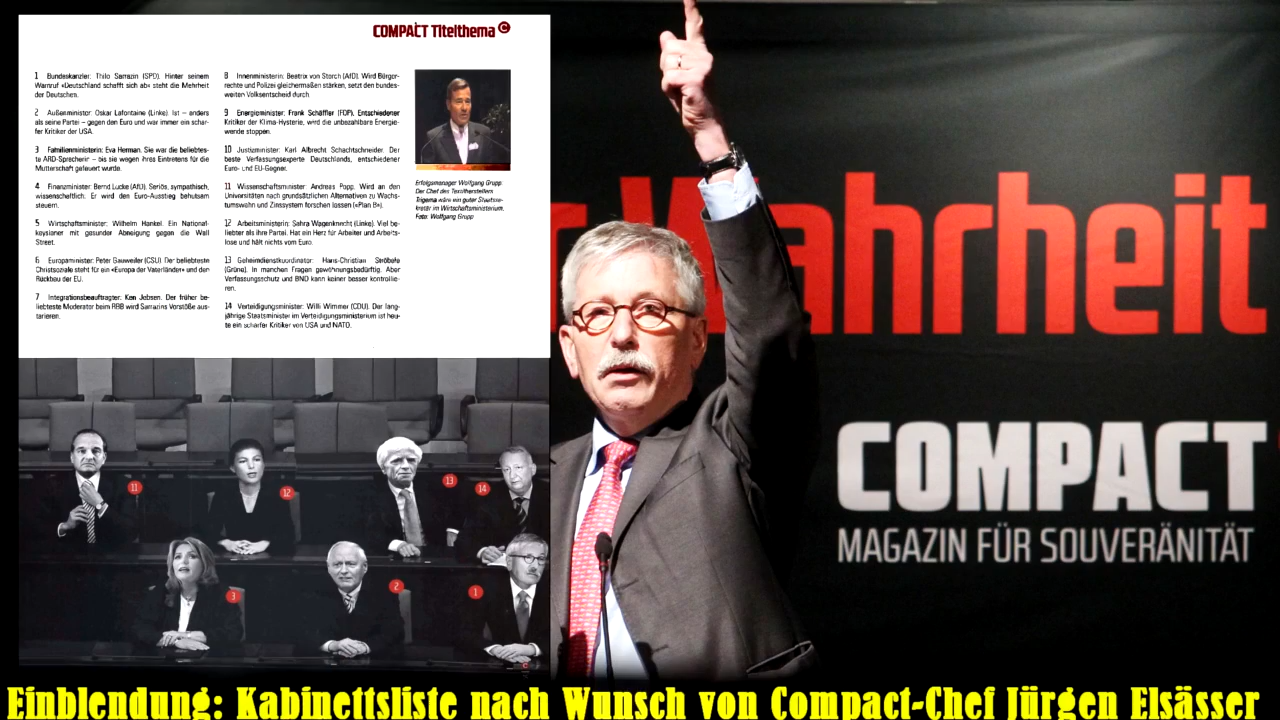 COMPACT Titelthema C
1 Bundeskanzler: Thilo Sarrazin (SPD). Hinter seinem
Warnruf «Deutschland schafft sich ab» steht die Mehrheit
der Deutschen.
2 Außenminister: Oskar Lafontaine (Linke). Ist – anders
als seine Partei – gegen den Euro und war immer ein schar-
fer Kritiker der USA.
3 Familienministerin: Eva Herman. Sie war die beliebtes-
te ARD-Sprecherin – bis sie wegen ihres Eintretens für die
Mutterschaft gefeuert wurde.
4 Finanzminister: Bernd Lucke (AfD). Seriös, sympathisch,
wissenschaftlich. Er wird den Euro-Ausstieg behutsam
steuern.
5 Wirtschaftsminister: Wilhelm Hankel. Ein National-
keysianer mit gesunder Abneigung gegen die Wall
Street.
6 Europaminister: Peter Gauweiler (CSU). Der beliebteste
Christsoziale steht für ein «Europa der Vaterländer» und den
Rückbau der EU.
7 Integrationsbeauftragter: Ken Jebsen. Der früher be-
liebteste Moderator beim RBB wird Sarrazins Vorstöße aus-
tarieren.
8 Innenministerin: Beatrix von Storch (AfD). Wird Bürger-
rechte und Polizei gleichermaßen stärken, setzt den bundes-
weiten Volksentscheid durch.
9 Energieminister: Frank Schäffler (FDP). Entschiedener
Kritiker der Klima-Hysterie, wird die unbezahlbare Energie-
wende stoppen.
10 Justizminister: Karl Albrecht Schachtschneider. Der
beste Verfassungsexperte Deutschlands, entschiedener
Euro- und EU-Gegner.
11 Wissenschaftsminister: Andreas Popp. Wird an den
Universitäten nach grundsätzlichen Alternativen zu Wachs-
tumswahn und Zinssystem forschen lassen («Plan B»).
12 Arbeitsministerin: Sahra Wagenknecht (Linke). Viel be-
liebter als ihre Partei. Hat ein Herz für Arbeiter und Arbeits-
lose und hält nichts vom Euro.
13 Geheimdienstkoordinator: Hans-Christian Ströbele
(Grüne). In manchen Fragen gewöhnungsbedürftig. Aber
Verfassungsschutz und BND kann keiner besser kontrollie-
ren.
14 Verteidigungsminister: Willi Wimmer (CDU). Der lang-
jährige Staatsminister im Verteidigungsministerium ist heu-
te ein scharfer Kritiker von USA und NATO.
Erfolgsmanager Wolfgang Grupp.
Der Chef des Textilherstellers
Trigema wäre ein guter Staatsse-
kretär im Wirtschaftsministerium.
Foto: Wolfgang Grupp
11
12
13
14
3
2
1
C
COMPACT
MAGAZIN FÜR SOUVERÄNITÄT
Einblendung: Kabinettsliste nach Wunsch von Compact-Chef Jürgen Elsässer